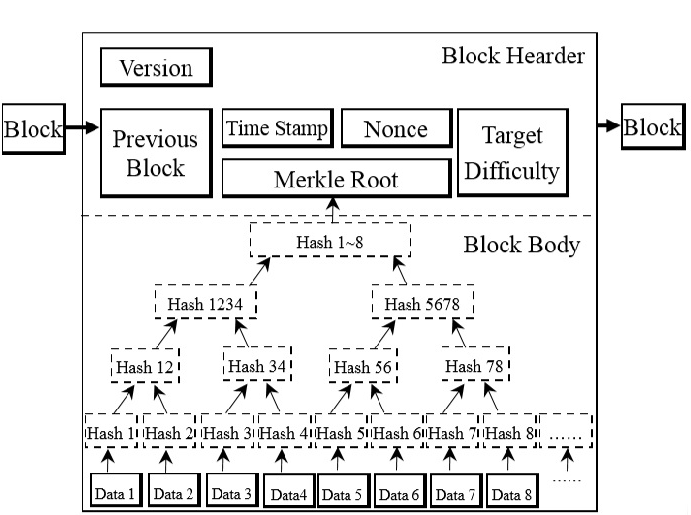 Block Hearder
Version
Block
Previous
Block
Time Stamp
Nonce
Target
Difficulty
Block
Merkle Root
Hash 1~8
Block Body
Hash 1234
Hash 5678
Hash 12
Hash 34
Hash 56
Hash 78
Hash 1
Hash 2
Hash 3
Hash 4
Hash 5
Hash 6
Hash 7
Hash 8
......
Data 1
Data 2
Data 3
Data4
Data 5
Data 6
Data 7
Data 8
......